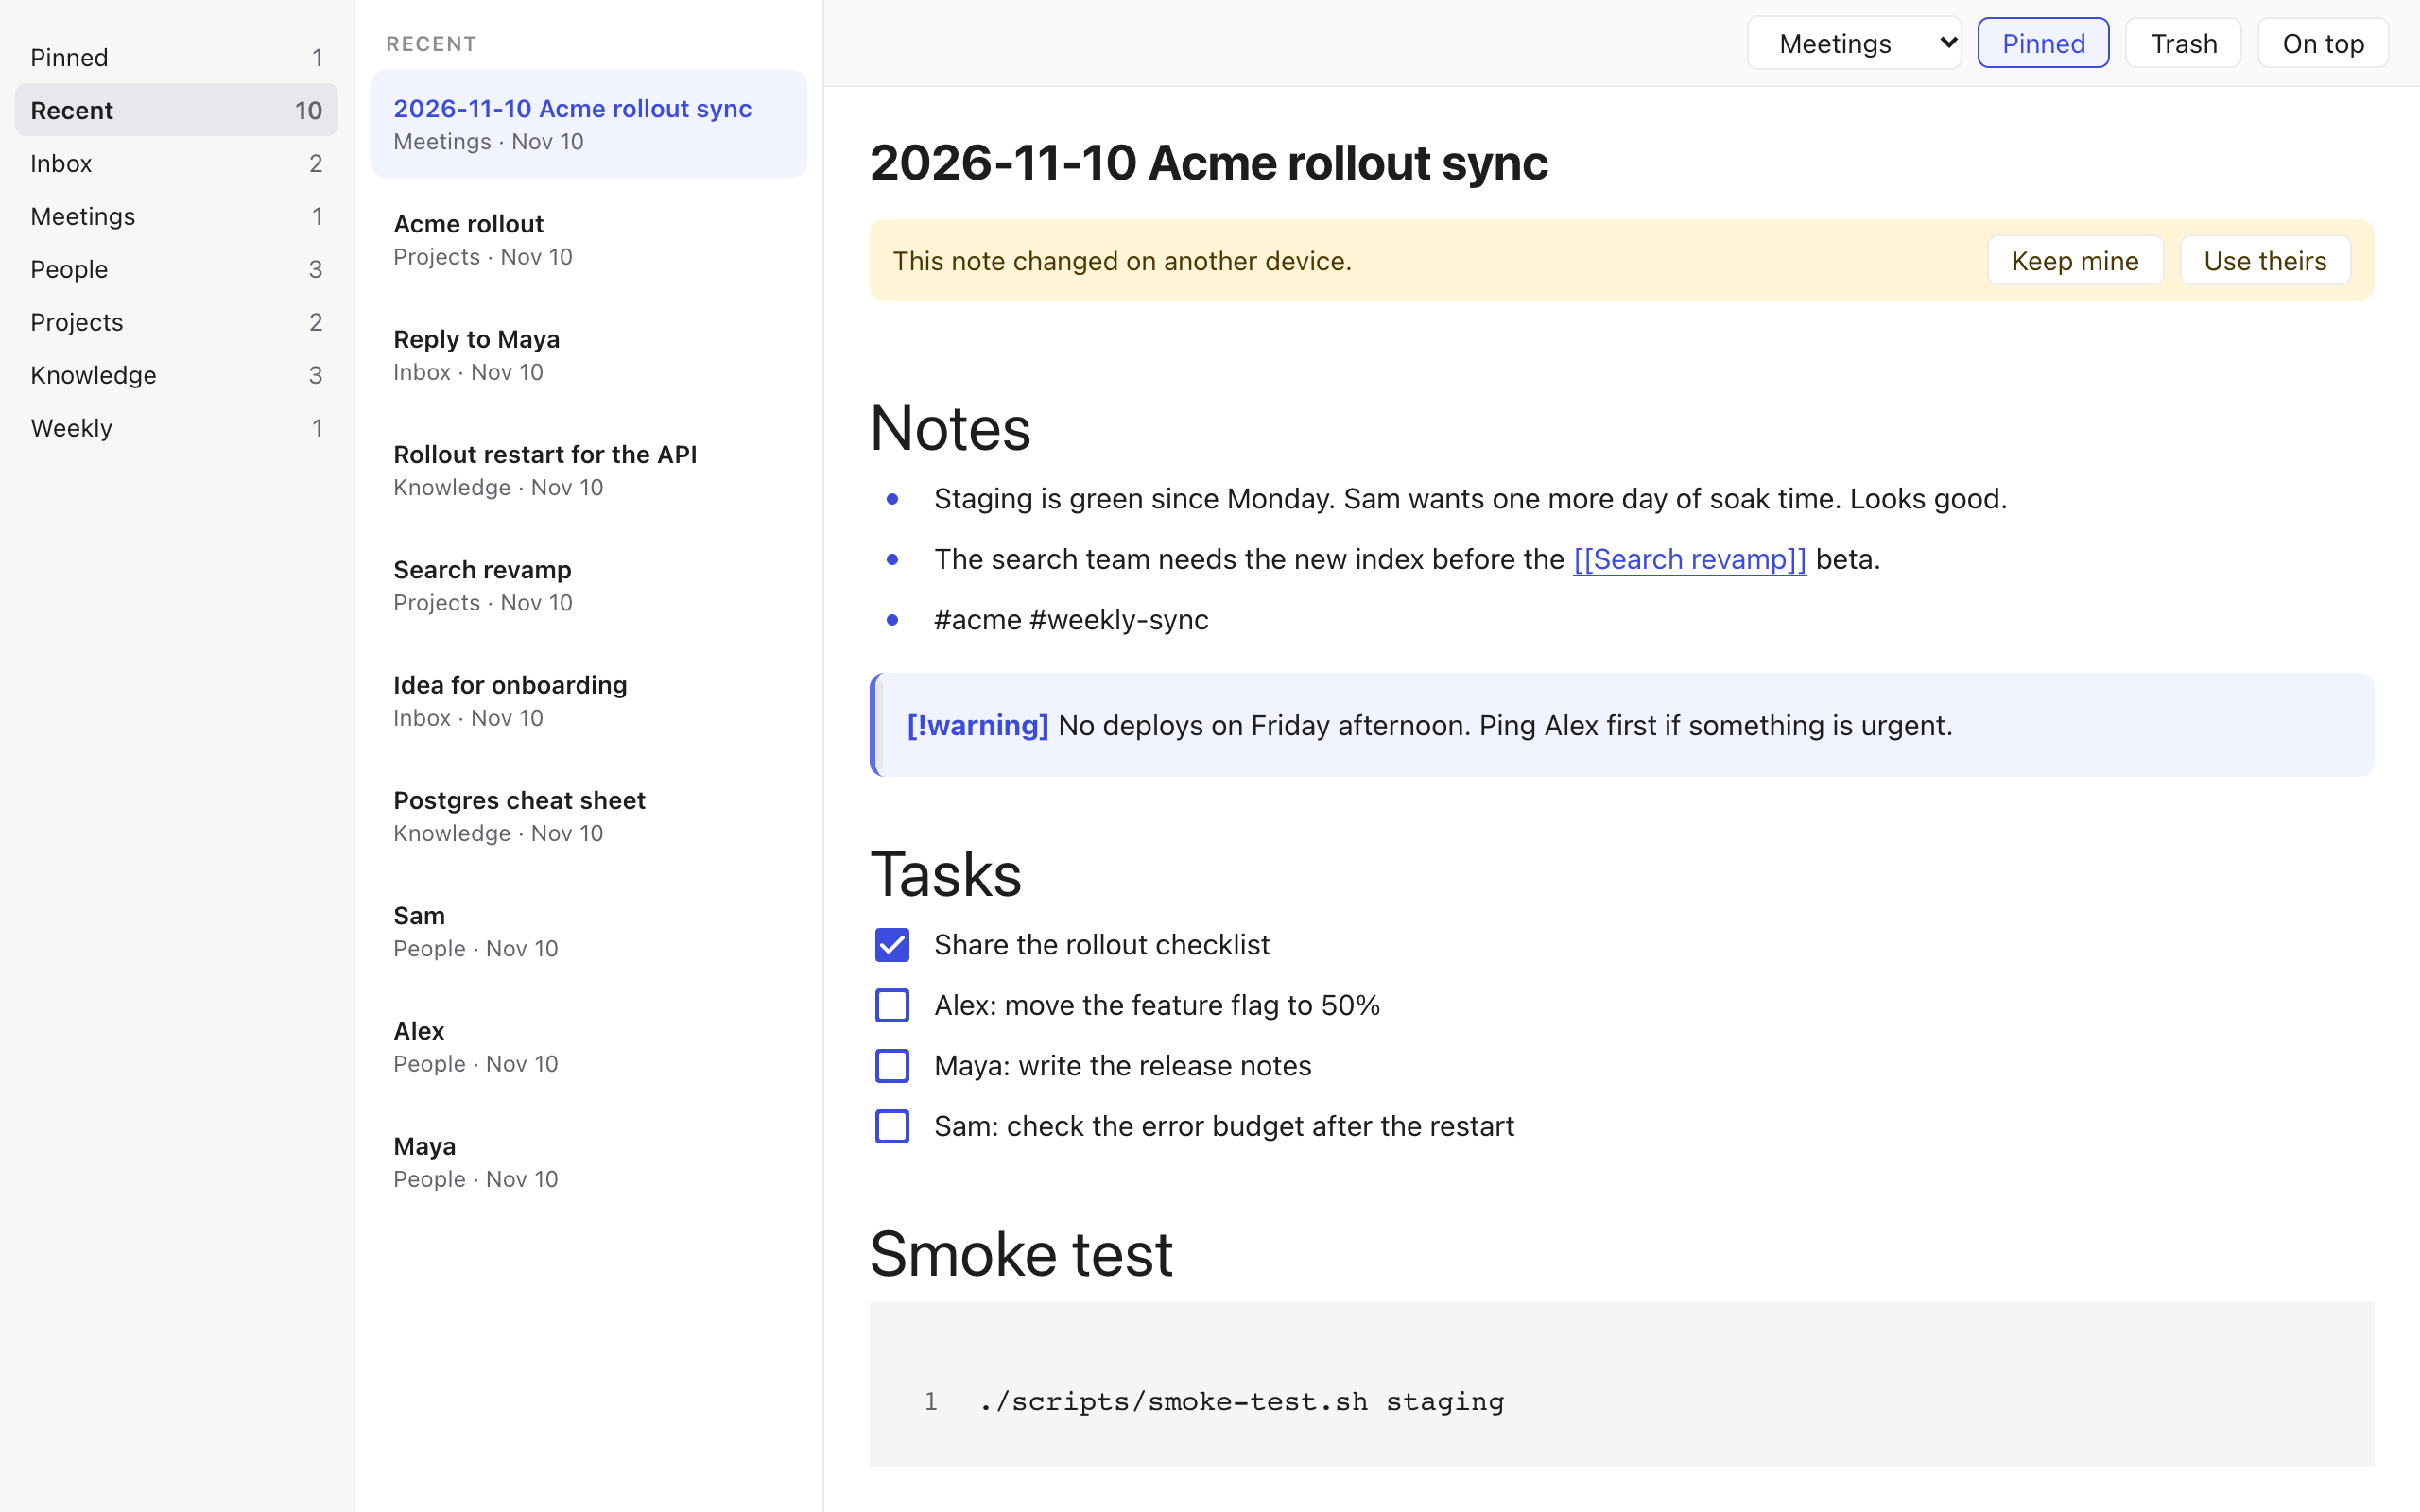 Pinned 1
Recent 10
Inbox 2
Meetings 1
People 3
Projects 2
Knowledge 3
Weekly 1
RECENT
2026-11-10 Acme rollout sync
Meetings · Nov 10
Acme rollout
Projects · Nov 10
Reply to Maya
Inbox · Nov 10
Rollout restart for the API
Knowledge · Nov 10
Search revamp
Projects · Nov 10
Idea for onboarding
Inbox · Nov 10
Postgres cheat sheet
Knowledge · Nov 10
Sam
People · Nov 10
Alex
People · Nov 10
Maya
People · Nov 10
Meetings Pinned Trash On top
2026-11-10 Acme rollout sync
This note changed on another device. Keep mine Use theirs
Notes
Staging is green since Monday. Sam wants one more day of soak time. Looks good.
The search team needs the new index before the [[Search revamp]] beta.
#acme #weekly-sync
[!warning] No deploys on Friday afternoon. Ping Alex first if something is urgent.
Tasks
Share the rollout checklist
Alex: move the feature flag to 50%
Maya: write the release notes
Sam: check the error budget after the restart
Smoke test
1 ./scripts/smoke-test.sh staging